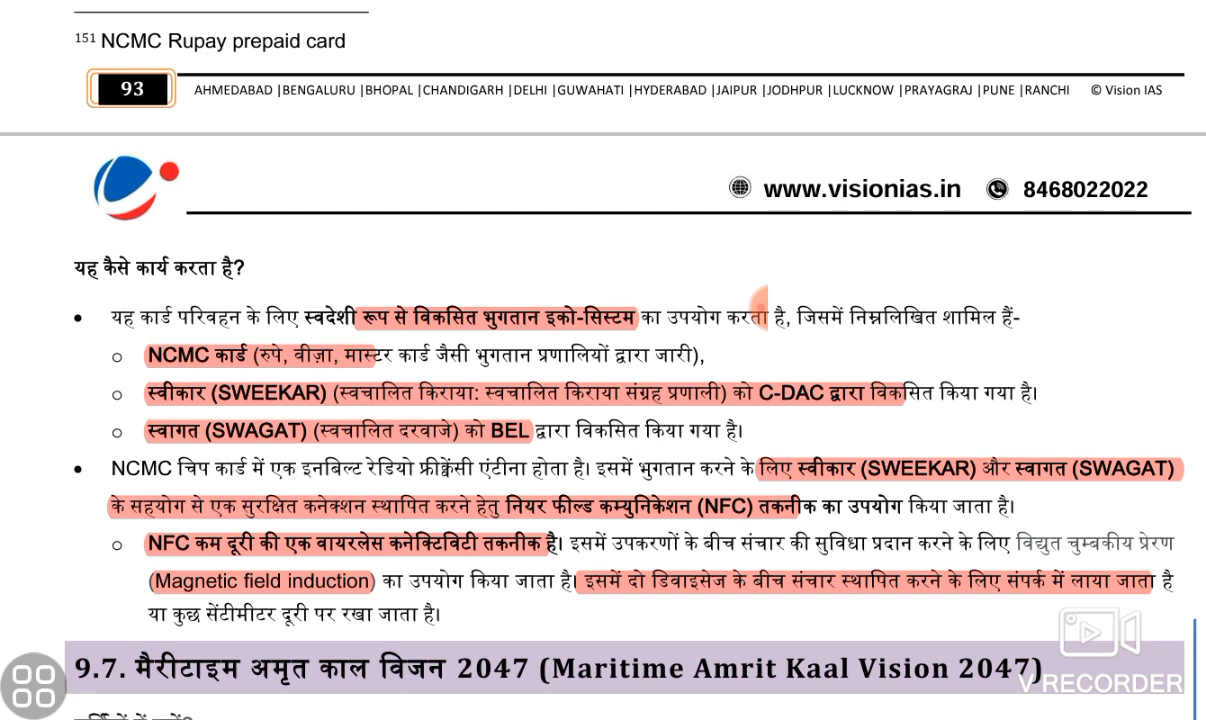 151 NCMC Rupay prepaid card
93 AHMEDABAD |BENGALURU |BHOPAL |CHANDIGARH |DELHI |GUWAHATI |HYDERABAD |JAIPUR |JODHPUR |LUCKNOW |PRAYAGRAJ |PUNE |RANCHI © Vision IAS
www.visionias.in 8468022022
यह कैसे कार्य करता है?
• यह कार्ड परिवहन के लिए स्वदेशी रूप से विकसित भुगतान इको-सिस्टम का उपयोग करता है, जिसमें निम्नलिखित शामिल हैं-
o NCMC कार्ड (रुपे, वीज़ा, मास्टर कार्ड जैसी भुगतान प्रणालियों द्वारा जारी),
o स्वीकार (SWEEKAR) (स्वचालित किराया: स्वचालित किराया संग्रह प्रणाली) को C-DAC द्वारा विकसित किया गया है।
o स्वागत (SWAGAT) (स्वचालित दरवाजे) को BEL द्वारा विकसित किया गया है।
• NCMC चिप कार्ड में एक इनबिल्ट रेडियो फ्रीक्वेंसी एंटीना होता है। इसमें भुगतान करने के लिए स्वीकार (SWEEKAR) और स्वागत (SWAGAT)
के सहयोग से एक सुरक्षित कनेक्शन स्थापित करने हेतु नियर फील्ड कम्युनिकेशन (NFC) तकनीक का उपयोग किया जाता है।
o NFC कम दूरी की एक वायरलेस कनेक्टिविटी तकनीक है। इसमें उपकरणों के बीच संचार की सुविधा प्रदान करने के लिए विद्युत चुम्बकीय प्रेरण
(Magnetic field induction) का उपयोग किया जाता है। इसमें दो डिवाइसेज के बीच संचार स्थापित करने के लिए संपर्क में लाया जाता है
या कुछ सेंटीमीटर दूरी पर रखा जाता है।
9.7. मैरीटाइम अमृत काल विजन 2047 (Maritime Amrit Kaal Vision 2047)
V RECORDER